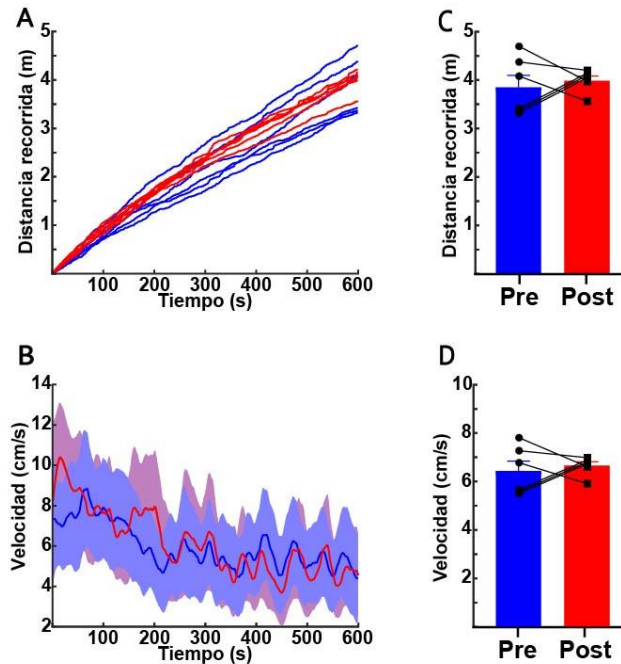 A
Distancia recorrida (m)
5
4
3
2
1
100 200 300 400 500 600
Tiempo (s)
C
Distancia recorrida (m)
5
4
3
2
1
Pre Post
B
Velocidad (cm/s)
14
12
10
8
6
4
2
100 200 300 400 500 600
Tiempo (s)
D
Velocidad (cm/s)
10
8
6
4
2
Pre Post